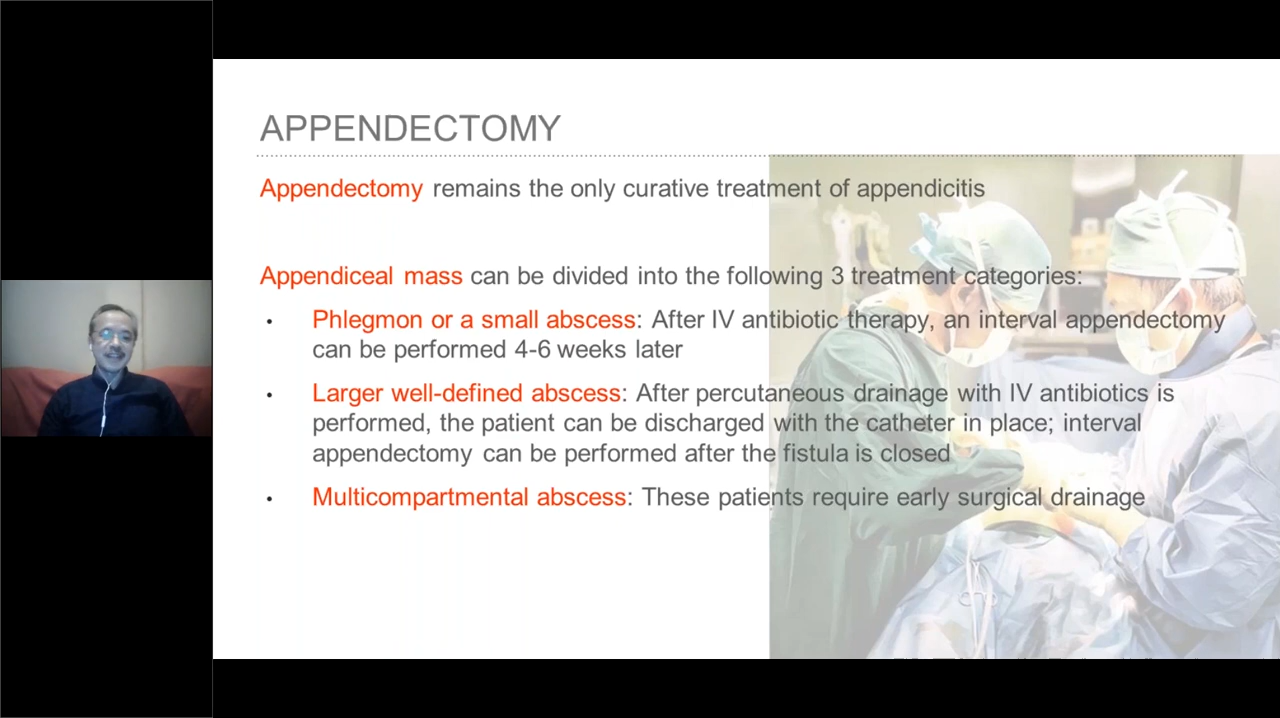 APPENDECTOMY
Appendectomy remains the only curative treatment of appendicitis
Appendiceal mass can be divided into the following 3 treatment categories:
• Phlegmon or a small abscess: After IV antibiotic therapy, an interval appendectomy
can be performed 4-6 weeks later
• Larger well-defined abscess: After percutaneous drainage with IV antibiotics is
performed, the patient can be discharged with the catheter in place; interval
appendectomy can be performed after the fistula is closed
• Multicompartmental abscess: These patients require early surgical drainage